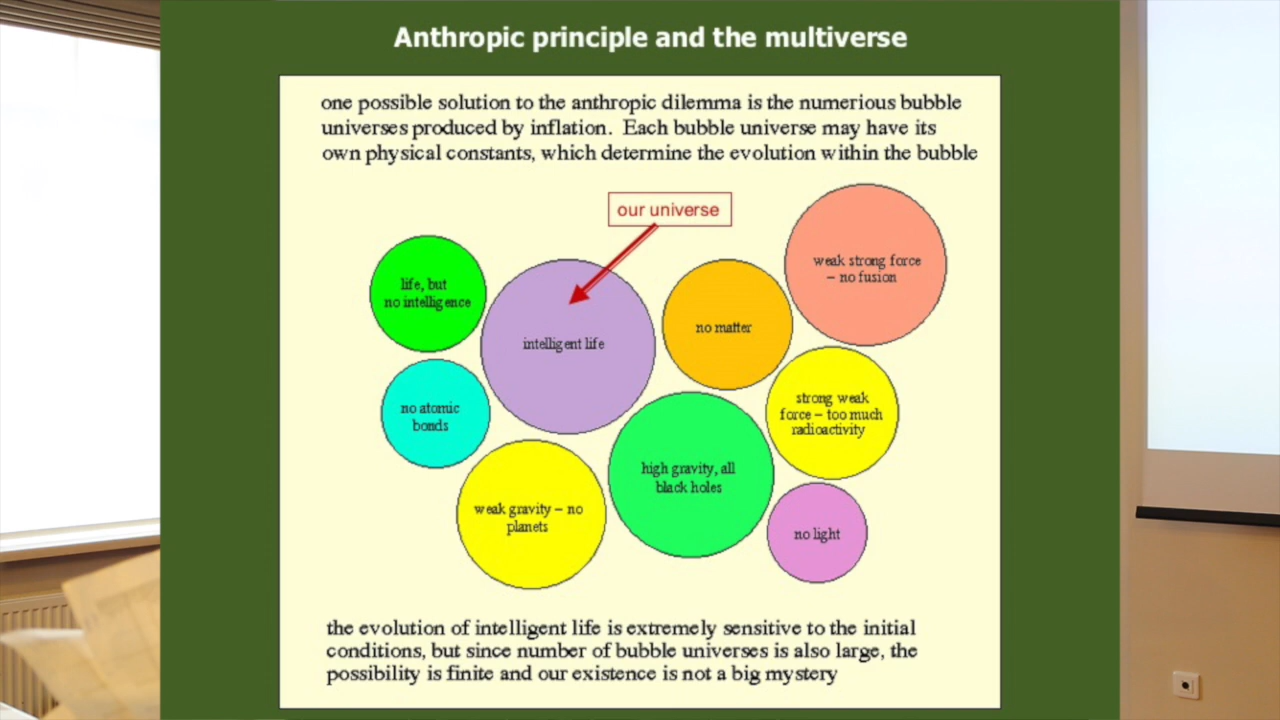 Anthropic principle and the multiverse
one possible solution to the anthropic dilemma is the numerious bubble
universes produced by inflation. Each bubble universe may have its
own physical constants, which determine the evolution within the bubble
our universe
weak strong force
– no fusion
life, but
no intelligence
no matter
intelligent life
strong weak
force – too much
radioactivity
no atomic
bonds
high gravity, all
black holes
weak gravity – no
planets
no light
the evolution of intelligent life is extremely sensitive to the initial
conditions, but since number of bubble universes is also large, the
possibility is finite and our existence is not a big mystery